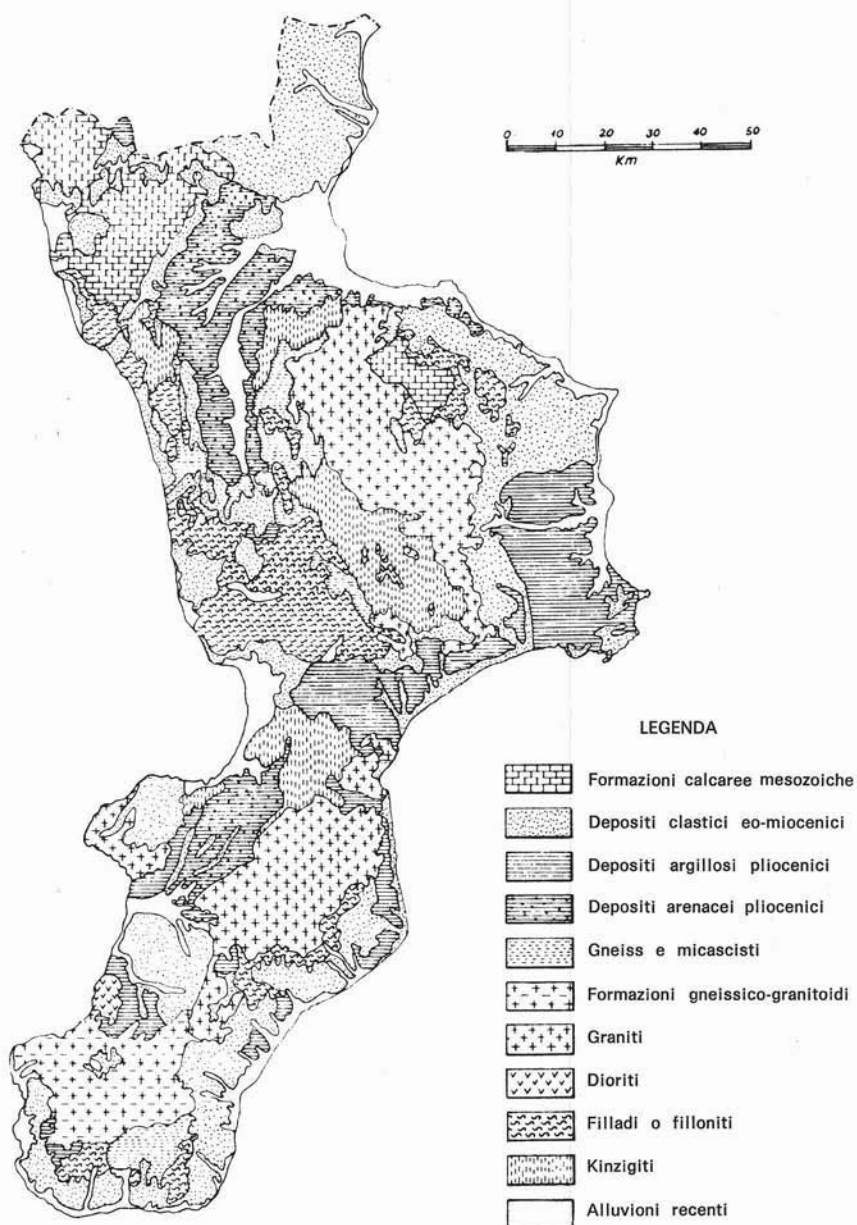 0 10 20 30 40 50
Km
LEGENDA
Formazioni calcaree mesozoiche
Depositi clastici eo-miocenici
Depositi argillosi pliocenici
Depositi arenacei pliocenici
Gneiss e micascisti
Formazioni gneissico-granitoidi
Graniti
Dioriti
Filladi o filloniti
Kinzigiti
Alluvioni recenti